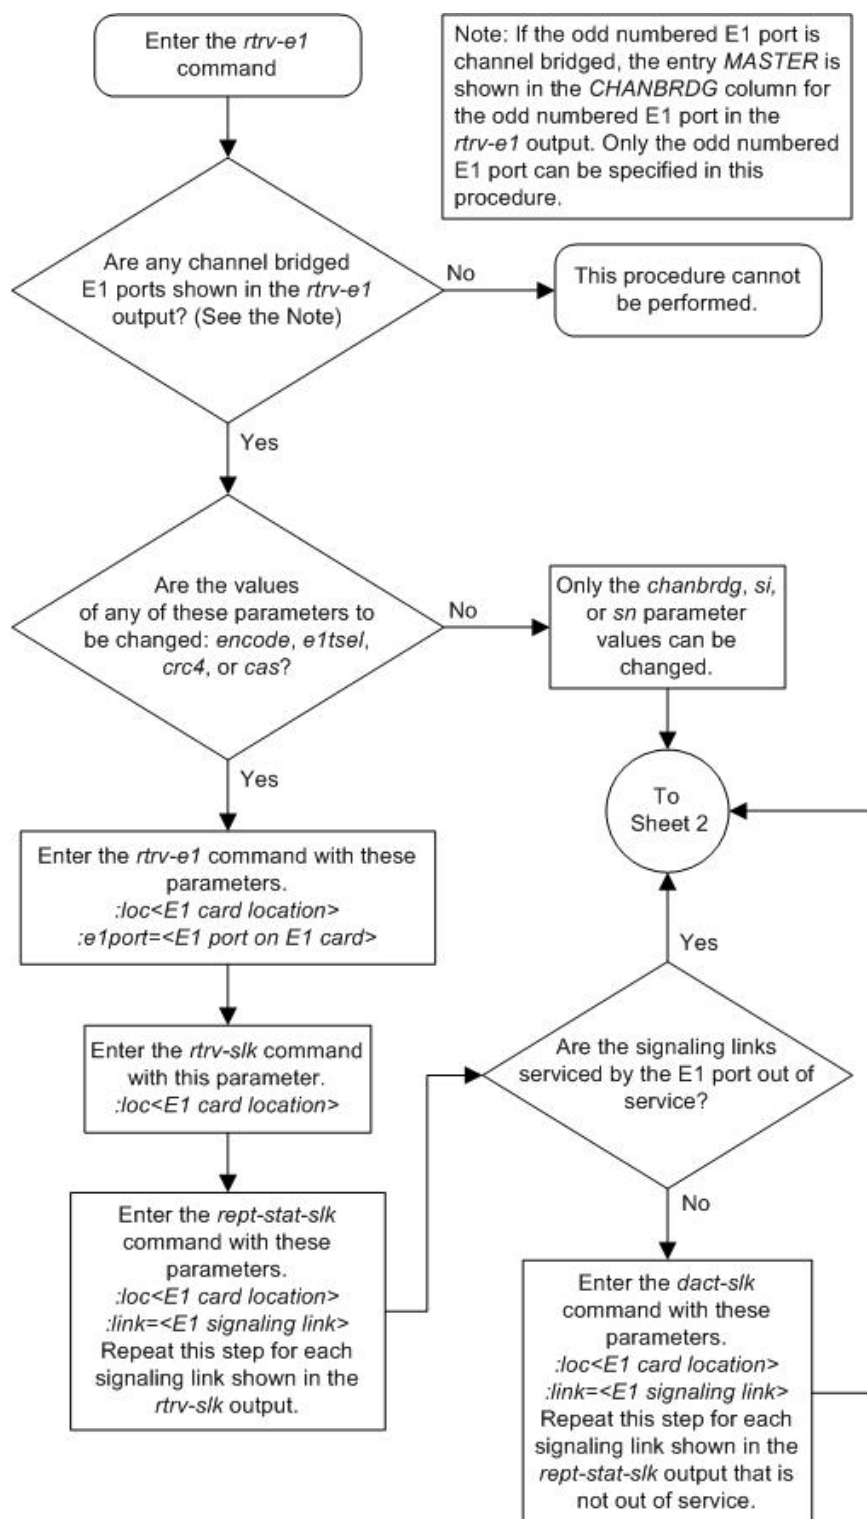 Enter the rtrv-e1
command
Note: If the odd numbered E1 port is
channel bridged, the entry MASTER is
shown in the CHANBRDG column for
the odd numbered E1 port in the
rtrv-e1 output. Only the odd numbered
E1 port can be specified in this
procedure.
Are any channel bridged
E1 ports shown in the rtrv-e1
output? (See the Note)
No
This procedure cannot
be performed.
Yes
Are the values
of any of these parameters to
be changed: encode, e1tsel,
crc4, or cas?
No
Only the chanbrdg, si,
or sn parameter
values can be
changed.
Yes
To
Sheet 2
Enter the rtrv-e1 command with these
parameters.
:loc<E1 card location>
:e1port=<E1 port on E1 card>
Enter the rtrv-slk command
with this parameter.
:loc<E1 card location>
Enter the rept-stat-slk
command with these
parameters.
:loc<E1 card location>
:link=<E1 signaling link>
Repeat this step for each
signaling link shown in the
rtrv-slk output.
Yes
Are the signaling links
serviced by the E1 port out of
service?
No
Enter the dact-slk
command with these
parameters.
:loc<E1 card location>
:link=<E1 signaling link>
Repeat this step for each
signaling link shown in the
rept-stat-slk output that is
not out of service.